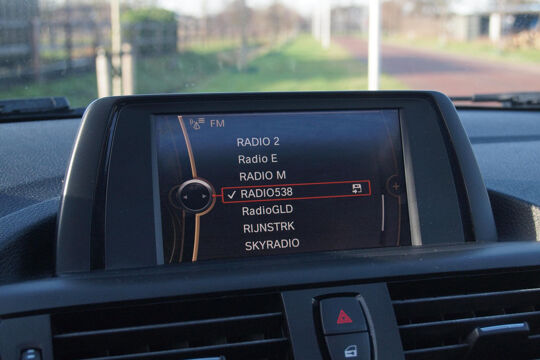 FM
RADIO 2
Radio E
RADIO M
RADIO538
RadioGLD
RIJNSTRK
SKYRADIO